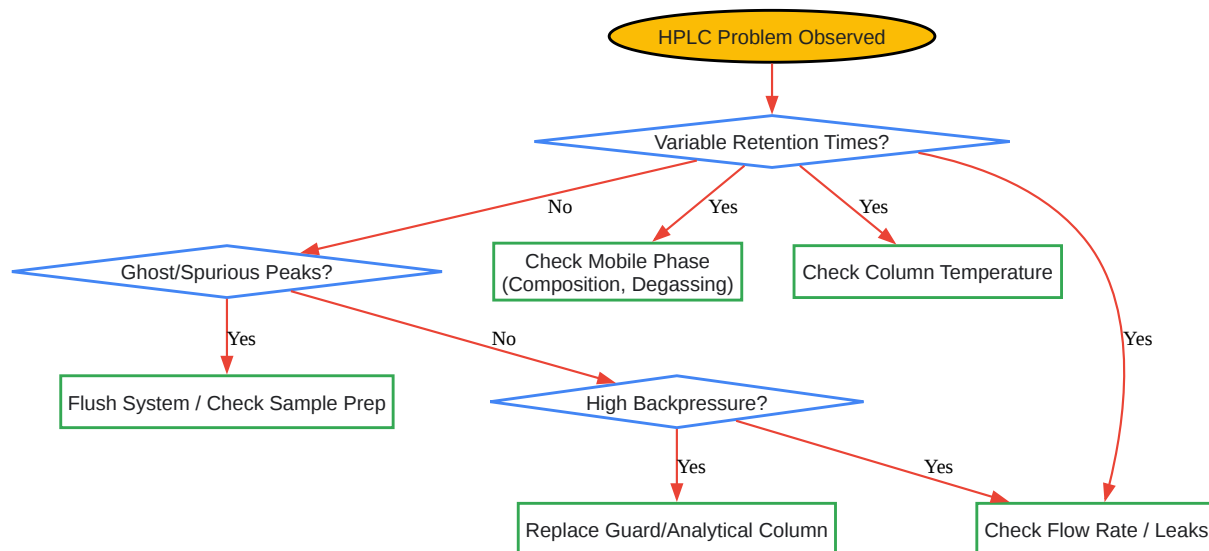 HPLC Problem Observed
Variable Retention Times?
No
Yes
Yes
Yes
Ghost/Spurious Peaks?
Check Mobile Phase
(Composition, Degassing)
Check Column Temperature
Yes
No
Flush System / Check Sample Prep
High Backpressure?
Yes
Yes
Replace Guard/Analytical Column
Check Flow Rate / Leaks